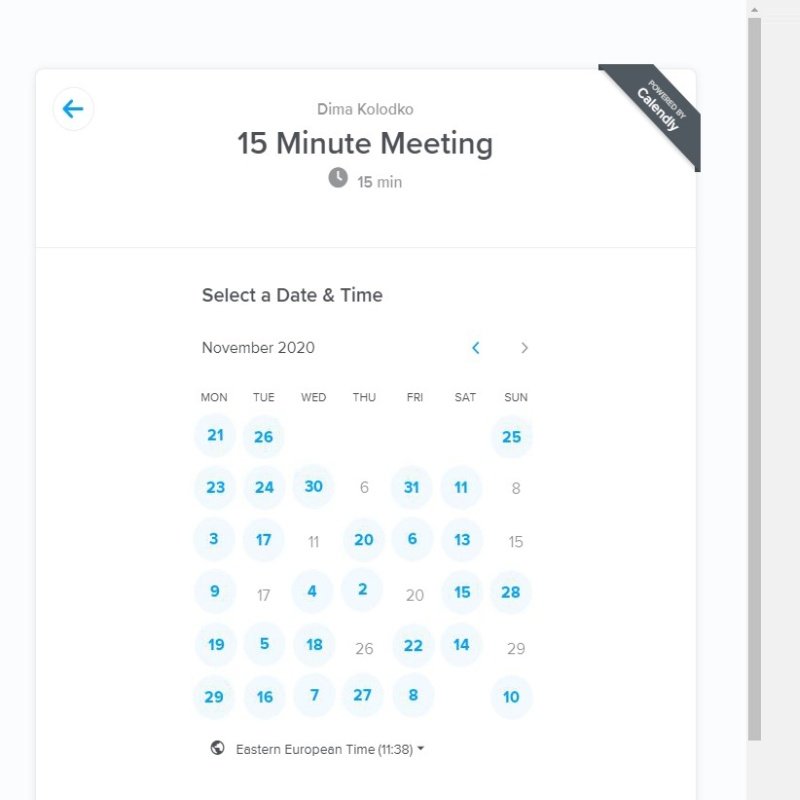 POWERED BY
Calendly
Dima Kolodko
15 Minute Meeting
15 min
Select a Date & Time
November 2020
MON TUE WED THU FRI SAT SUN
21 26 25
23 24 30 6 31 11 8
3 17 11 20 6 13 15
9 17 4 2 20 15 28
19 5 18 26 22 14 29
29 16 7 27 8 10
Eastern European Time (11:38)